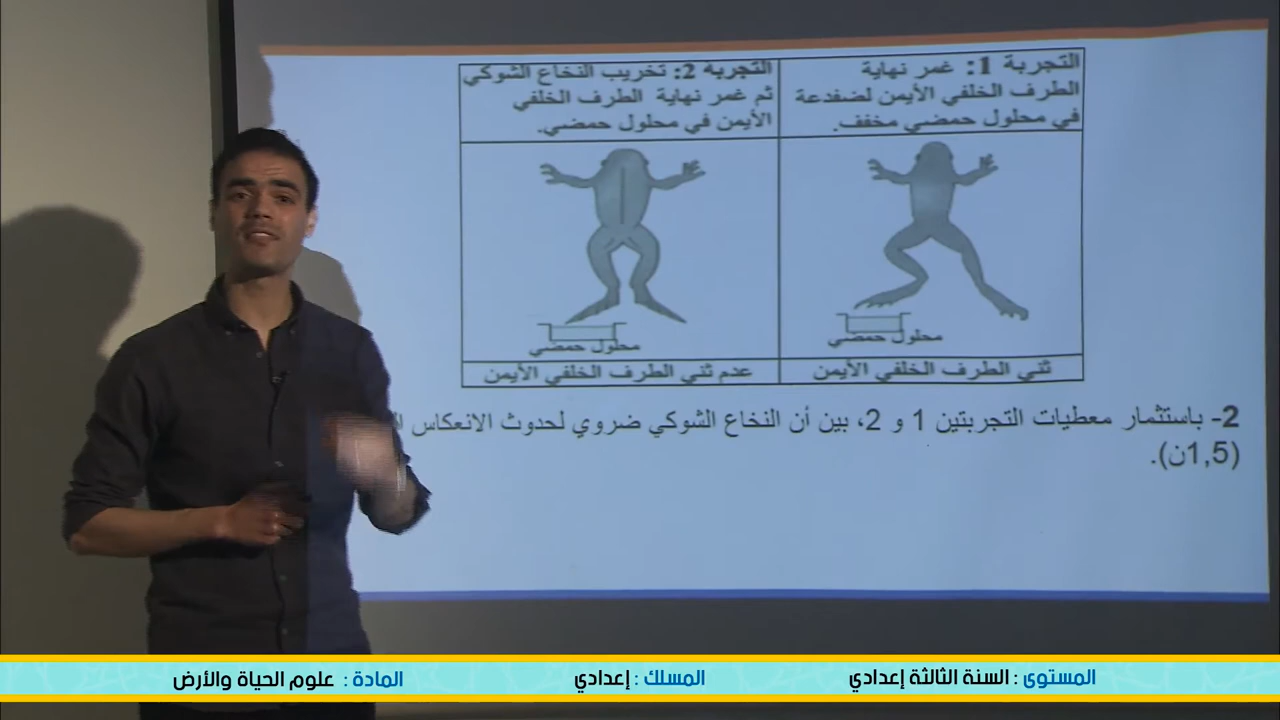 التجربة 1: غمر نهاية
الطرف الخلفي الأيمن لضفدعة
في محلول حمضي مخفف.
التجربة 2: تخريب النخاع الشوكي
ثم غمر نهاية الطرف الخلفي
الأيمن في محلول حمضي.
محلول حمضي
محلول حمضي
ثني الطرف الخلفي الأيمن
عدم ثني الطرف الخلفي الأيمن
2- باستثمار معطيات التجربتين 1 و 2، بين أن النخاع الشوكي ضروري لحدوث الانعكاس
(1,5ن).
المستوى : السنة الثالثة إعدادي
المسلك : إعدادي
المادة : علوم الحياة والأرض